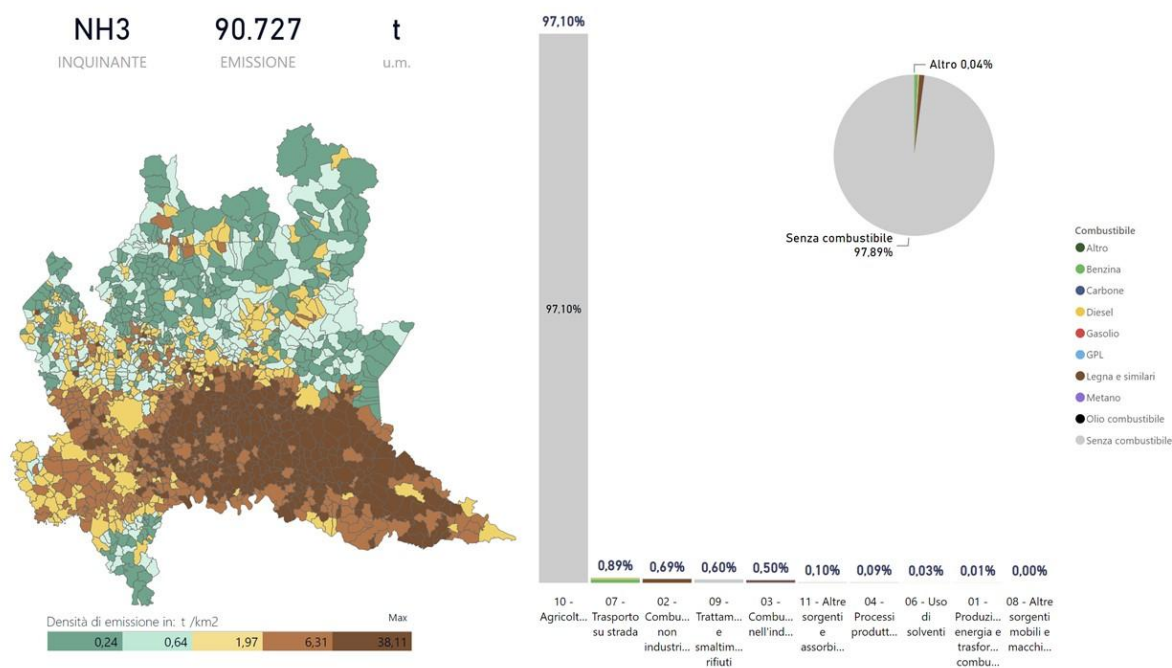 NH3
90.727
t
INQUINANTE
EMISSIONE
u.m.
Densità di emissione in: t /km2
Max
0,24
0,64
1,97
6,31
38,11
97,10%
97,10%
0,89%
0,69%
0,60%
0,50%
0,10%
0,09%
0,03%
0,01%
0,00%
10 -
Agricolt...
07 -
Trasporto
su strada
02 -
Combu...
non
industri...
09 -
Trattam...
e
smaltim...
rifiuti
03 -
Combu...
nell'ind...
11 - Altre
sorgenti
e
assorbi...
04 -
Processi
produtt...
06 - Uso
di
solventi
01 -
Produzi...
energia e
trasfor...
combu...
08 - Altre
sorgenti
mobili e
macchi...
Altro 0,04%
Senza combustibile
97,89%
Combustibile
Altro
Benzina
Carbone
Diesel
Gasolio
GPL
Legna e similari
Metano
Olio combustibile
Senza combustibile